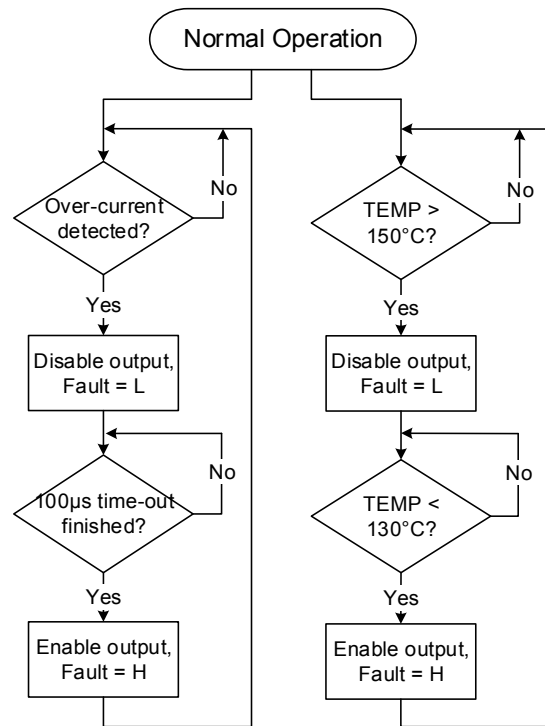 Normal Operation
Over-current
detected?
No
Yes
Disable output,
Fault = L
100µs time-out
finished?
No
Yes
Enable output,
Fault = H
TEMP >
150°C?
No
Yes
Disable output,
Fault = L
TEMP <
130°C?
No
Yes
Enable output,
Fault = H